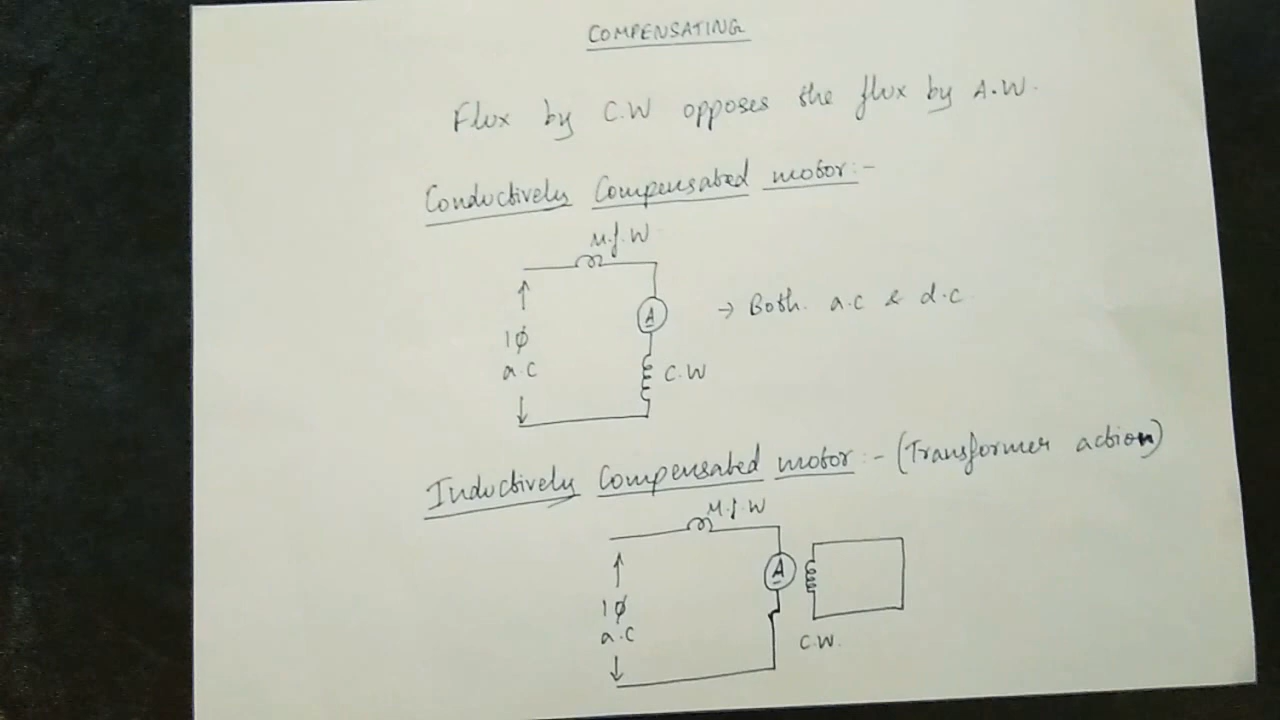 COMPENSATING
Flux by C.W opposes the flux by A.W.
Conductively Compensated motor:-
M.f.W
A
→ Both a.c & d.c
1φ
a.c
C.W
Inductively Compensated motor:- (Transformer action)
M.f.W
A
1φ
a.c
C.W.